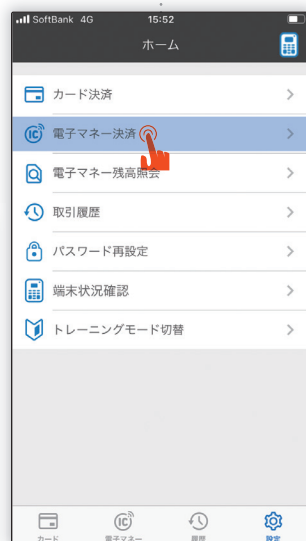 SoftBank 4G 15:52
ホーム
カード決済
電子マネー決済
電子マネー残高照会
取引履歴
パスワード再設定
端末状況確認
トレーニングモード切替
カード 電子マネー 履歴 設定